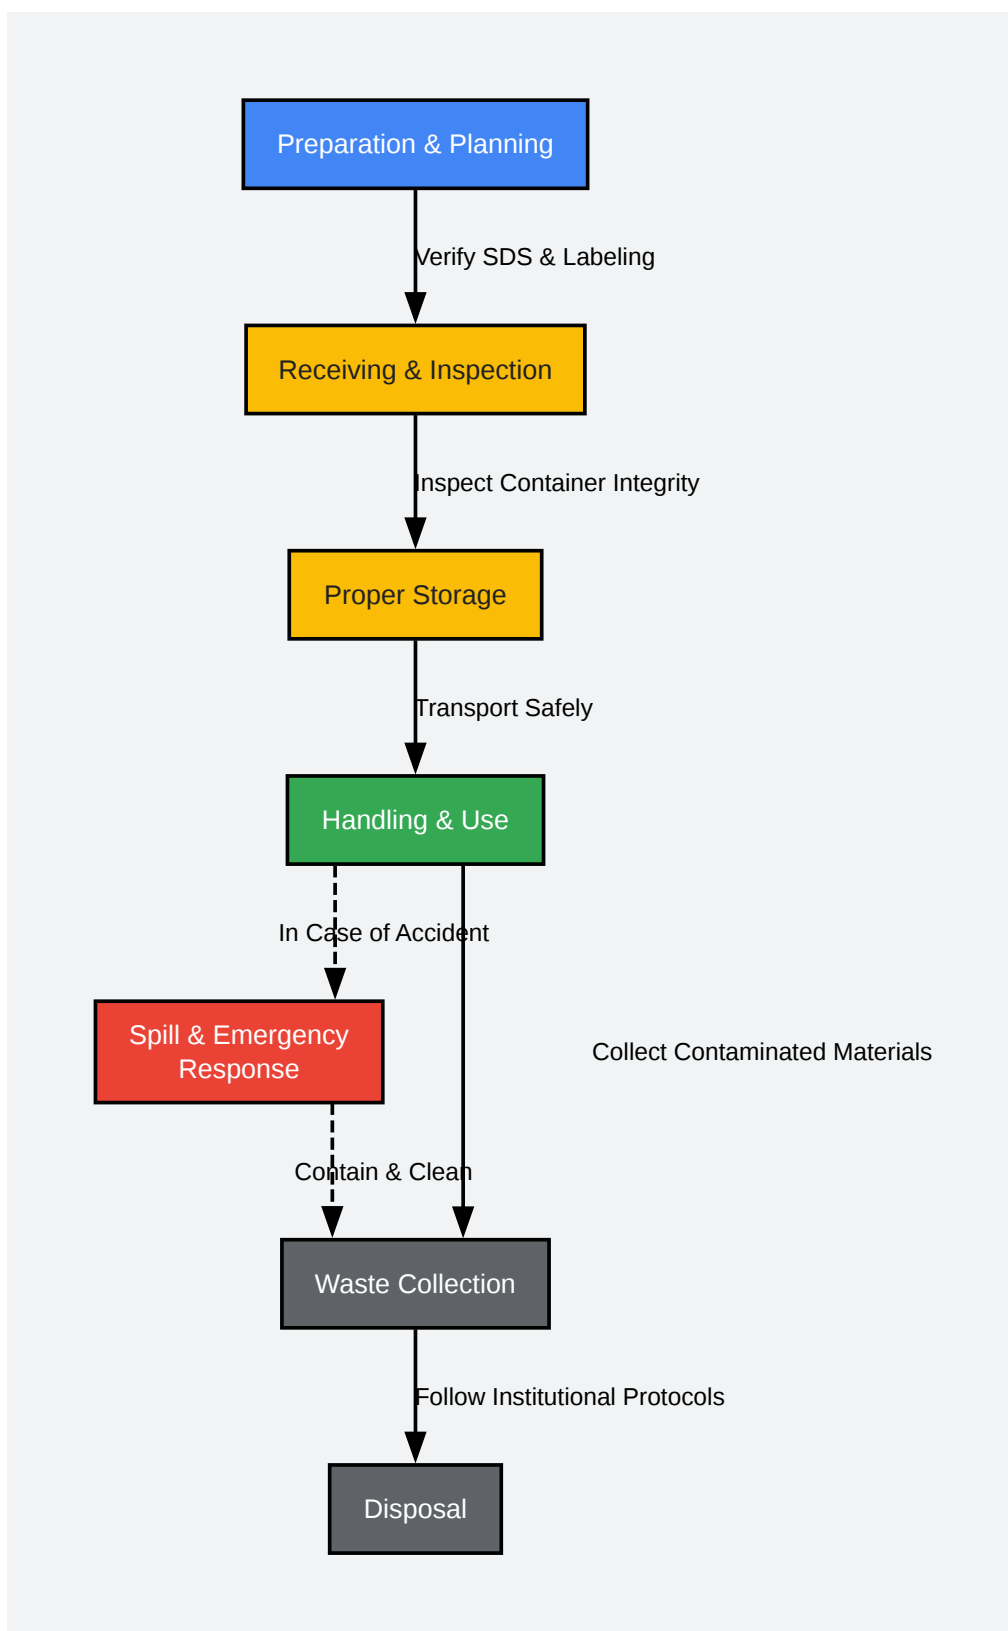 Preparation & Planning
Verify SDS & Labeling
Receiving & Inspection
Inspect Container Integrity
Proper Storage
Transport Safely
Handling & Use
In Case of Accident
Spill & Emergency
Response
Collect Contaminated Materials
Contain & Clean
Waste Collection
Follow Institutional Protocols
Disposal